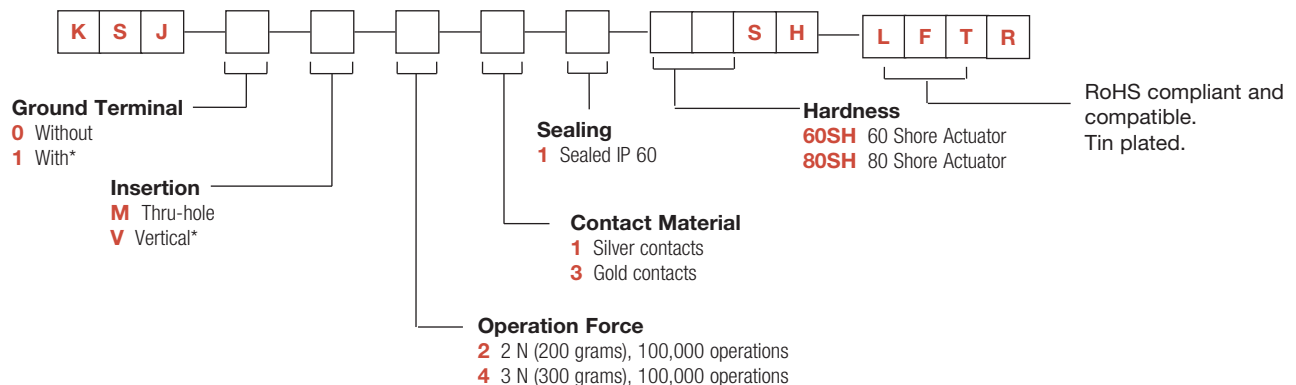 K S J S H L F T R
Ground Terminal
0 Without
1 With*
Insertion
M Thru-hole
V Vertical*
Operation Force
2 2 N (200 grams), 100,000 operations
4 3 N (300 grams), 100,000 operations
Contact Material
1 Silver contacts
3 Gold contacts
Sealing
1 Sealed IP 60
Hardness
60SH 60 Shore Actuator
80SH 80 Shore Actuator
RoHS compliant and
compatible.
Tin plated.